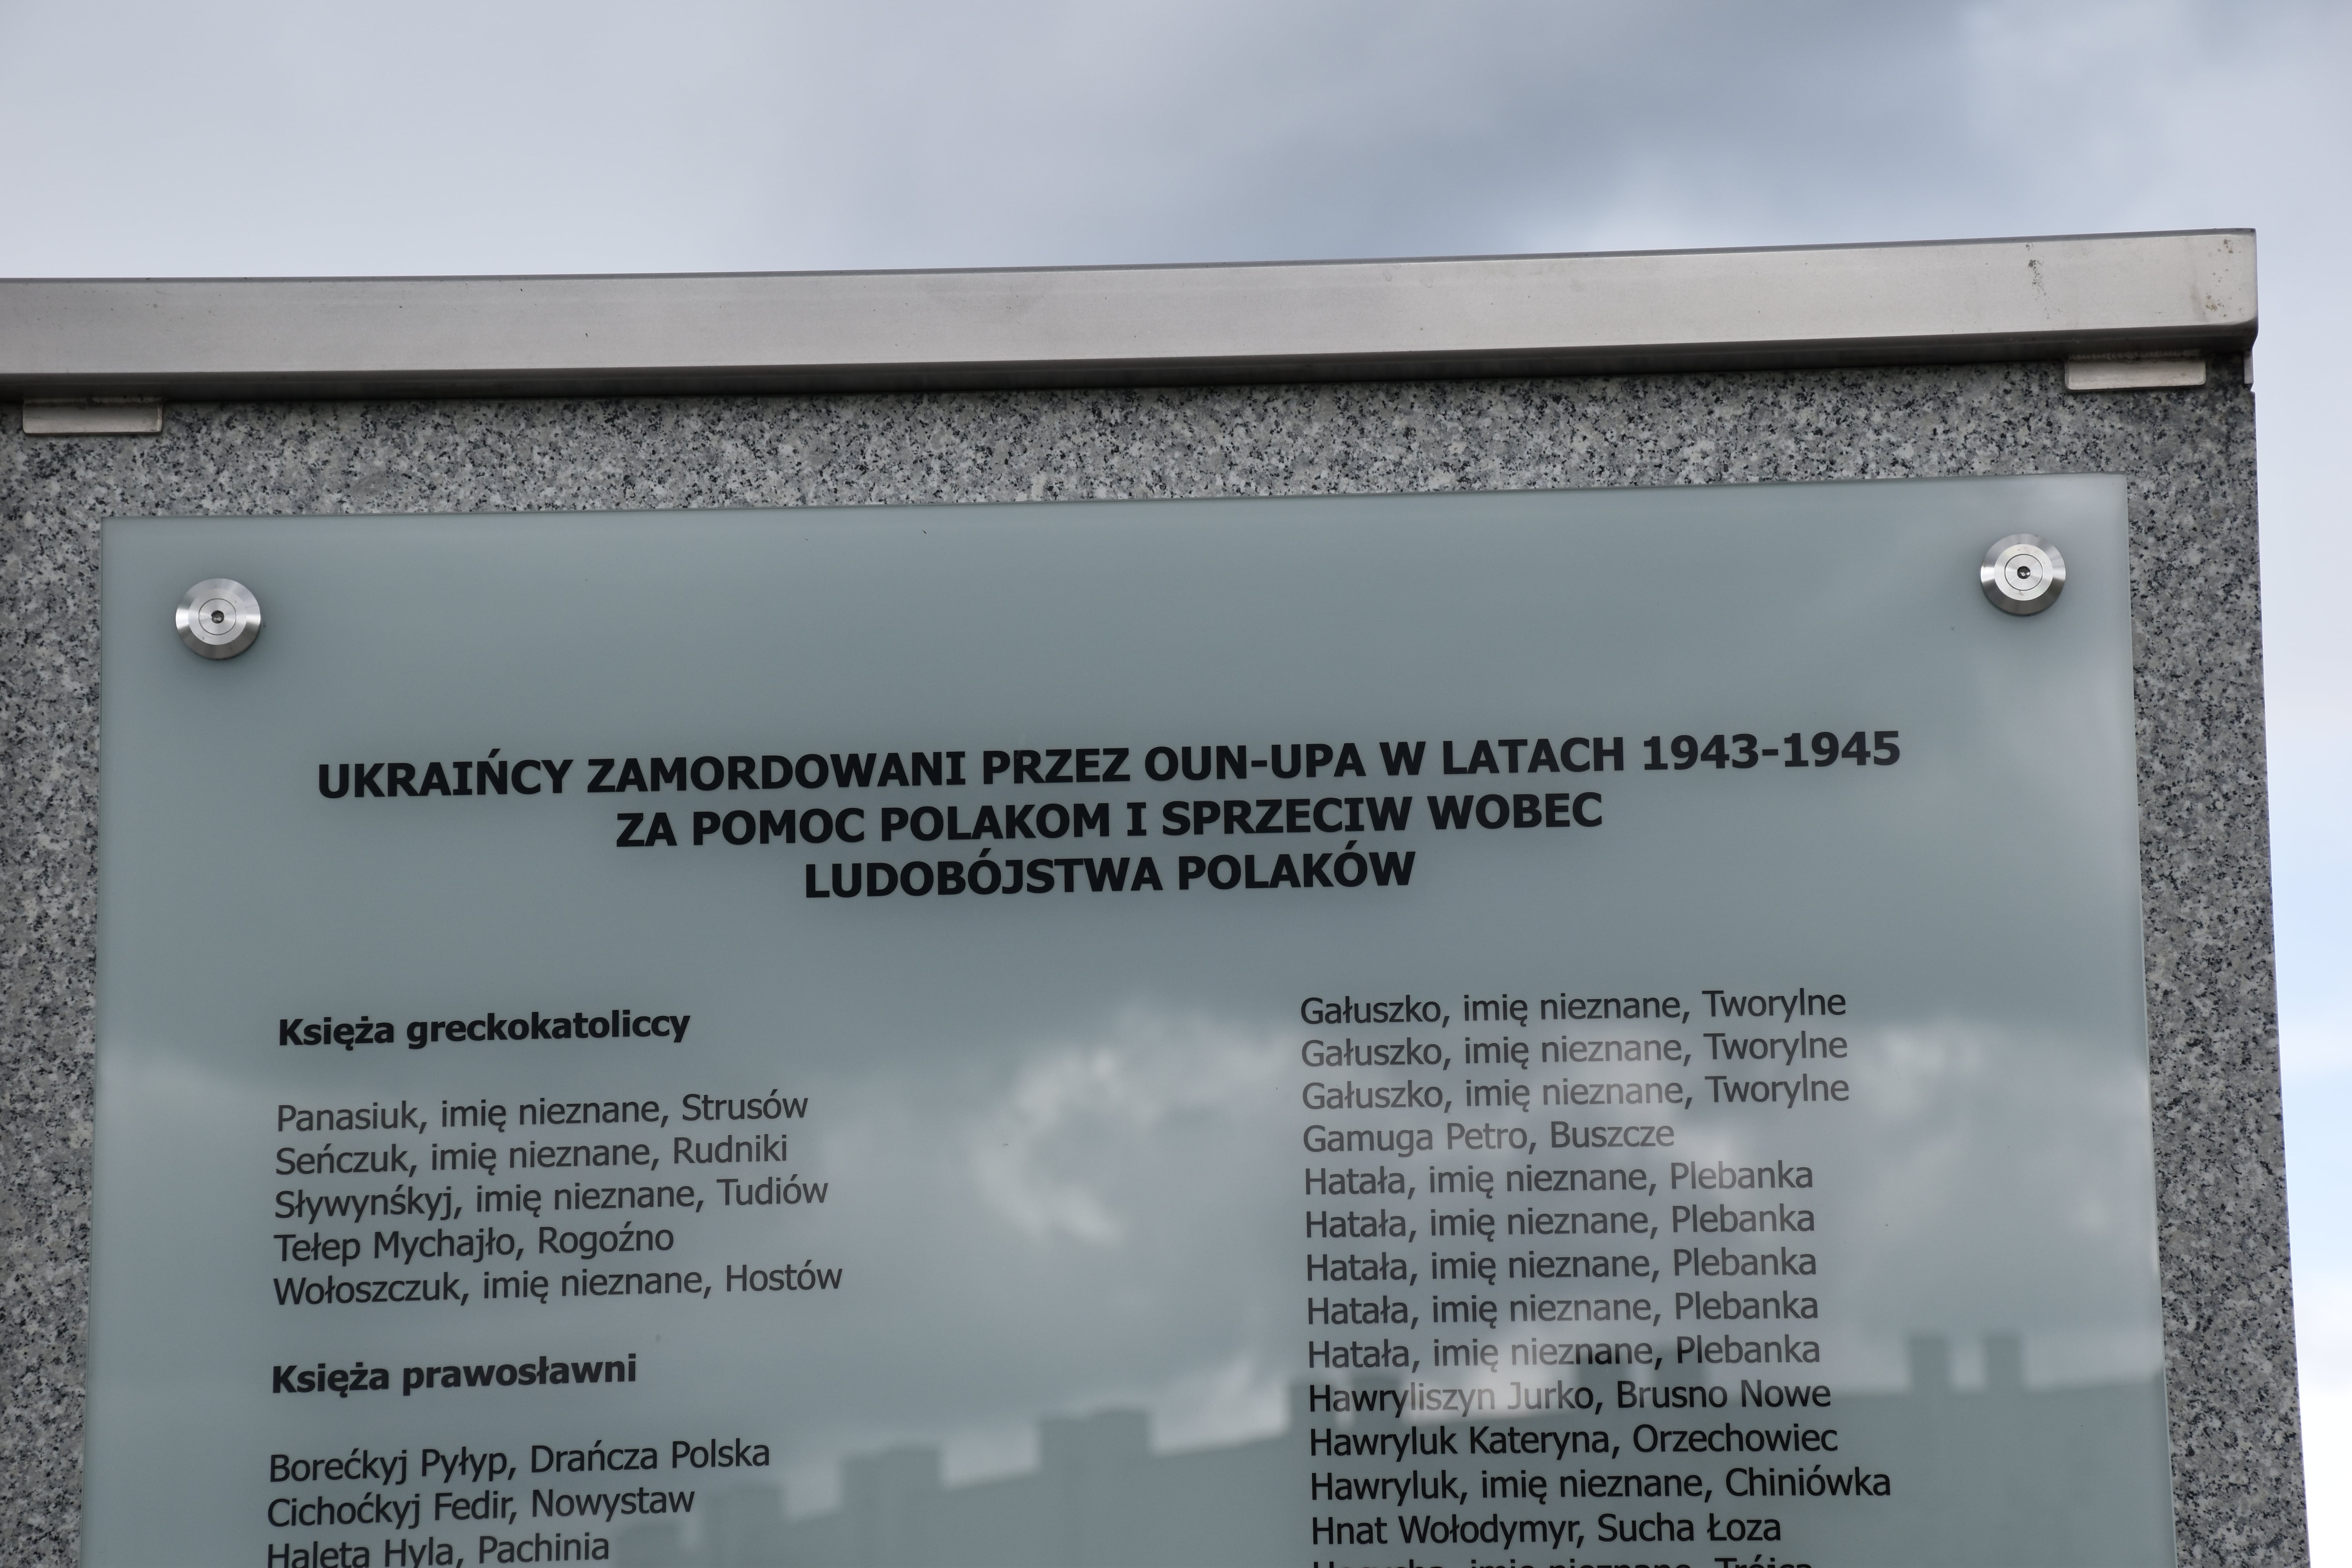 UKRAIŃCY ZAMORDOWANI PRZEZ OUN-UPA W LATACH 1943-1945
ZA POMOC POLAKOM I SPRZECIW WOBEC
LUDOBÓJSTWA POLAKÓW
Księża greckokatoliccy
Panasiuk, imię nieznane, Strusów
Seńczuk, imię nieznane, Rudniki
Sływynśkyj, imię nieznane, Tudiów
Tełep Mychajło, Rogoźno
Wołoszczuk, imię nieznane, Hostów
Księża prawosławni
Borećkyj Pyłyp, Drańcza Polska
Cichoćkyj Fedir, Nowystaw
Haleta Hyla, Pachinia
Gałuszko, imię nieznane, Tworylne
Gałuszko, imię nieznane, Tworylne
Gałuszko, imię nieznane, Tworylne
Gamuga Petro, Buszcze
Hatała, imię nieznane, Plebanka
Hatała, imię nieznane, Plebanka
Hatała, imię nieznane, Plebanka
Hatała, imię nieznane, Plebanka
Hatała, imię nieznane, Plebanka
Hawryliszyn Jurko, Brusno Nowe
Hawryluk Kateryna, Orzechowiec
Hawryluk, imię nieznane, Chiniówka
Hnat Wołodymyr, Sucha Łoza
imię nieznane, Trójca